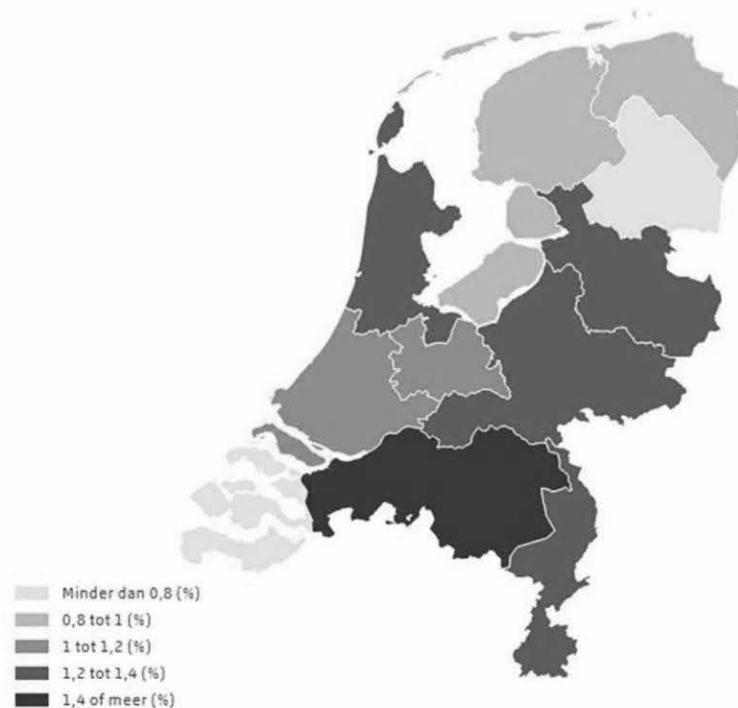 Minder dan 0,8 (%)
0,8 tot 1 (%)
1 tot 1,2 (%)
1,2 tot 1,4 (%)
1,4 of meer (%)